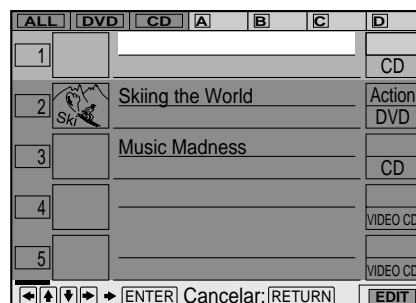 ALL DVD CD A B C D
1
CD
2 Ski Skiing the World Action
DVD
3 Music Madness
CD
4
VIDEO CD
5
VIDEO CD
ENTER Cancelar: RETURN EDIT